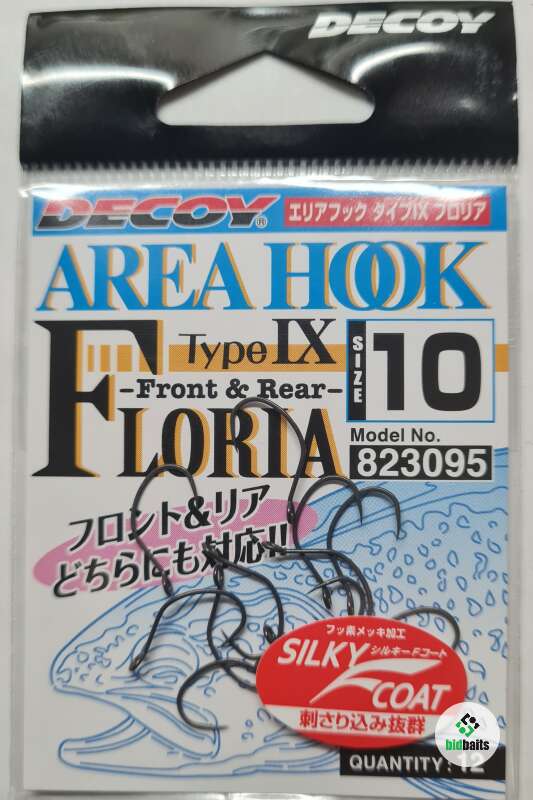 DECOY
DECOY®
エリアフック タイプIX フロリア
AREA HOOK
Type IX
-Front & Rear-
FLORIA
SIZE
10
Model No.
823095
フロント&リア
どちらにも対応!!
フッ素メッキ加工
SILKY シルキーFコート
F COAT
刺さり込み抜群
bidbaits
QUANTITY: 12